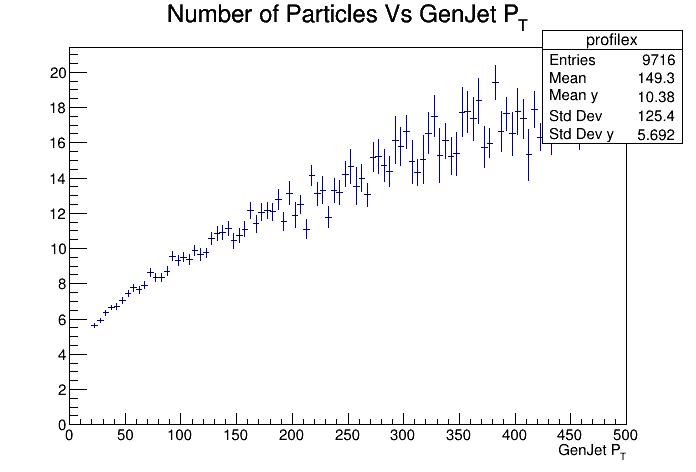 Number of Particles Vs GenJet PT
profilex
Entries 9716
Mean 149.3
Mean y 10.38
Std Dev 125.4
Std Dev y 5.692
20
18
16
14
12
10
8
6
4
2
0
0 50 100 150 200 250 300 350 400 450 500
GenJet PT